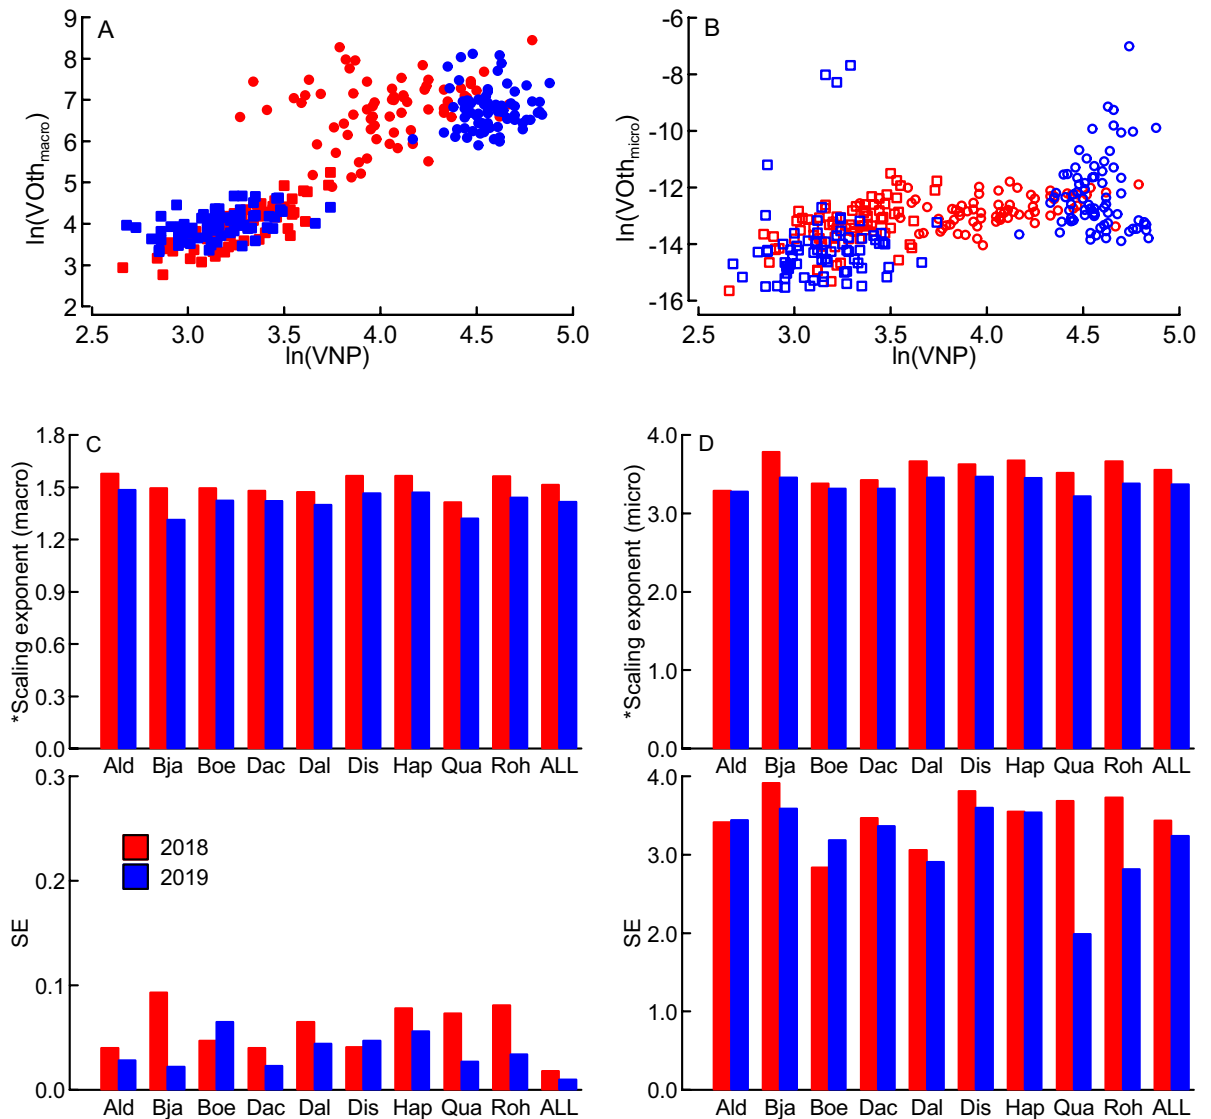 A
ln(VOth macro)
9
8
7
6
5
4
3
2
2.5 3.0 3.5 4.0 4.5 5.0
ln(VNP)
B
ln(VOth micro)
-6
-8
-10
-12
-14
-16
2.5 3.0 3.5 4.0 4.5 5.0
ln(VNP)
C
*Scaling exponent (macro)
1.8
1.5
1.2
0.9
0.6
0.3
0.0
Ald Bja Boe Dac Dal Dis Hap Qua Roh ALL
D
*Scaling exponent (micro)
4.0
3.0
2.0
1.0
0.0
Ald Bja Boe Dac Dal Dis Hap Qua Roh ALL
SE
0.3
0.2
0.1
0.0
2018
2019
Ald Bja Boe Dac Dal Dis Hap Qua Roh ALL
SE
4.0
3.0
2.0
1.0
0.0
Ald Bja Boe Dac Dal Dis Hap Qua Roh ALL